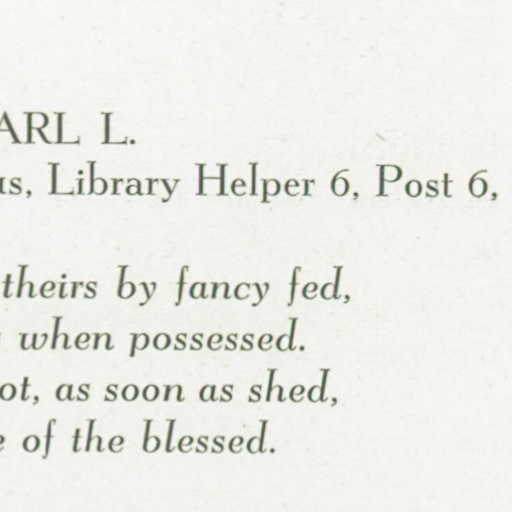 ARL L.
us, Library Helper 6, Post 6,
theirs by fancy fed,
when possessed.
ot, as soon as shed,
e of the blessed.